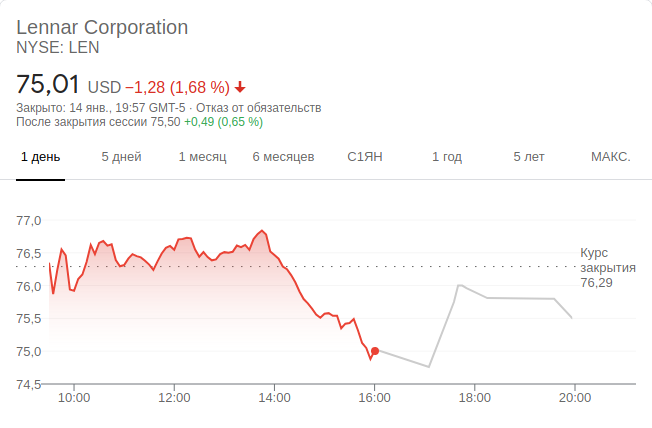 Lennar Corporation
NYSE: LEN
75,01 USD −1,28 (1,68 %)
Закрыто: 14 янв., 19:57 GMT-5 · Отказ от обязательств
После закрытия сессии 75,50 +0,49 (0,65 %)
1 день 5 дней 1 месяц 6 месяцев С1ЯН 1 год 5 лет МАКС.
77,0
76,5
76,0
75,5
75,0
74,5
Курс
закрытия
76,29
10:00 12:00 14:00 16:00 18:00 20:00